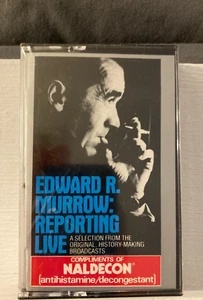 EDWARD R.
MURROW:
REPORTING
LIVE
A SELECTION FROM THE
ORIGINAL, HISTORY-MAKING
BROADCASTS
COMPLIMENTS OF
NALDECON®
(antihistamine/decongestant)